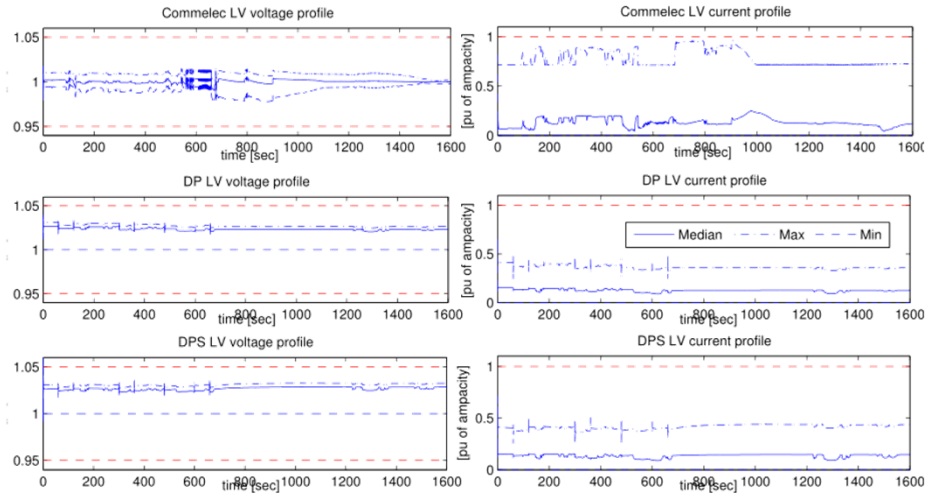 Commelec LV voltage profile
1.05
1
0.95
0 200 400 600 800 1000 1200 1400 1600
time [sec]
Commelec LV current profile
[pu of ampacity]
1
0.5
0
0 200 400 600 800 1000 1200 1400 1600
time [sec]
DP LV voltage profile
1.05
1
0.95
0 200 400 600 800 1000 1200 1400 1600
time [sec]
DP LV current profile
[pu of ampacity]
1
0.5
0
Median Max Min
0 200 400 600 800 1000 1200 1400 1600
time [sec]
DPS LV voltage profile
1.05
1
0.95
0 200 400 600 800 1000 1200 1400 1600
time [sec]
DPS LV current profile
[pu of ampacity]
1
0.5
0
0 200 400 600 800 1000 1200 1400 1600
time [sec]